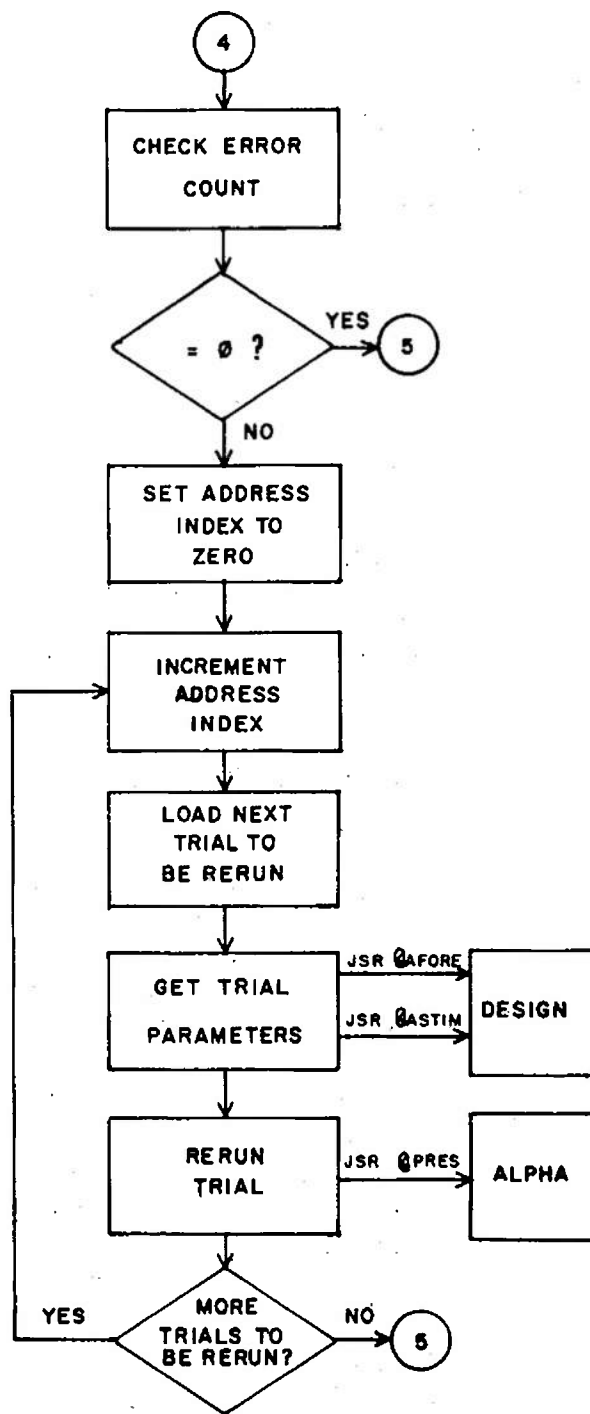 4
CHECK ERROR
COUNT
= Ø ?
YES
5
NO
SET ADDRESS
INDEX TO
ZERO
INCREMENT
ADDRESS
INDEX
LOAD NEXT
TRIAL TO
BE RERUN
GET TRIAL
PARAMETERS
JSR @AFORE
JSR @ASTIM
DESIGN
RERUN
TRIAL
JSR @PRES
ALPHA
YES
MORE
TRIALS TO
BE RERUN?
NO
5